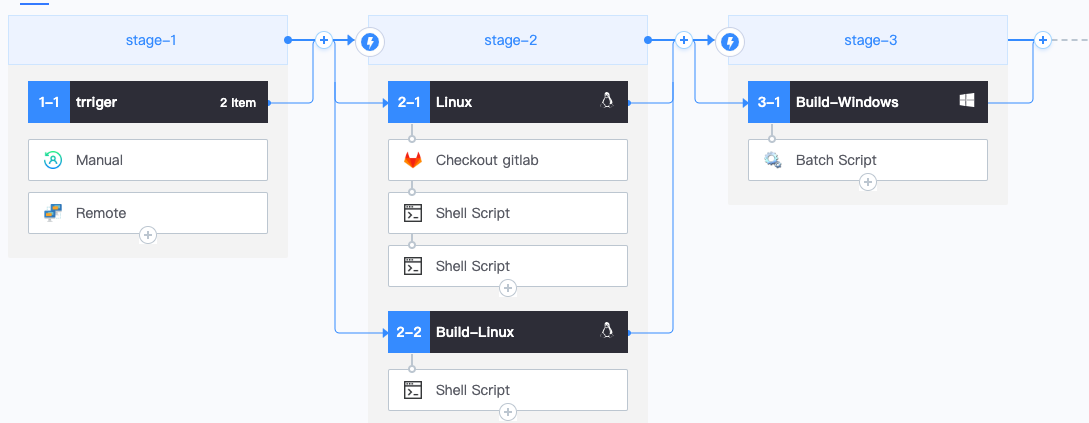 stage-1
1-1 trriger 2 Item
Manual
Remote
stage-2
2-1 Linux
Checkout gitlab
Shell Script
Shell Script
2-2 Build-Linux
Shell Script
stage-3
3-1 Build-Windows
Batch Script